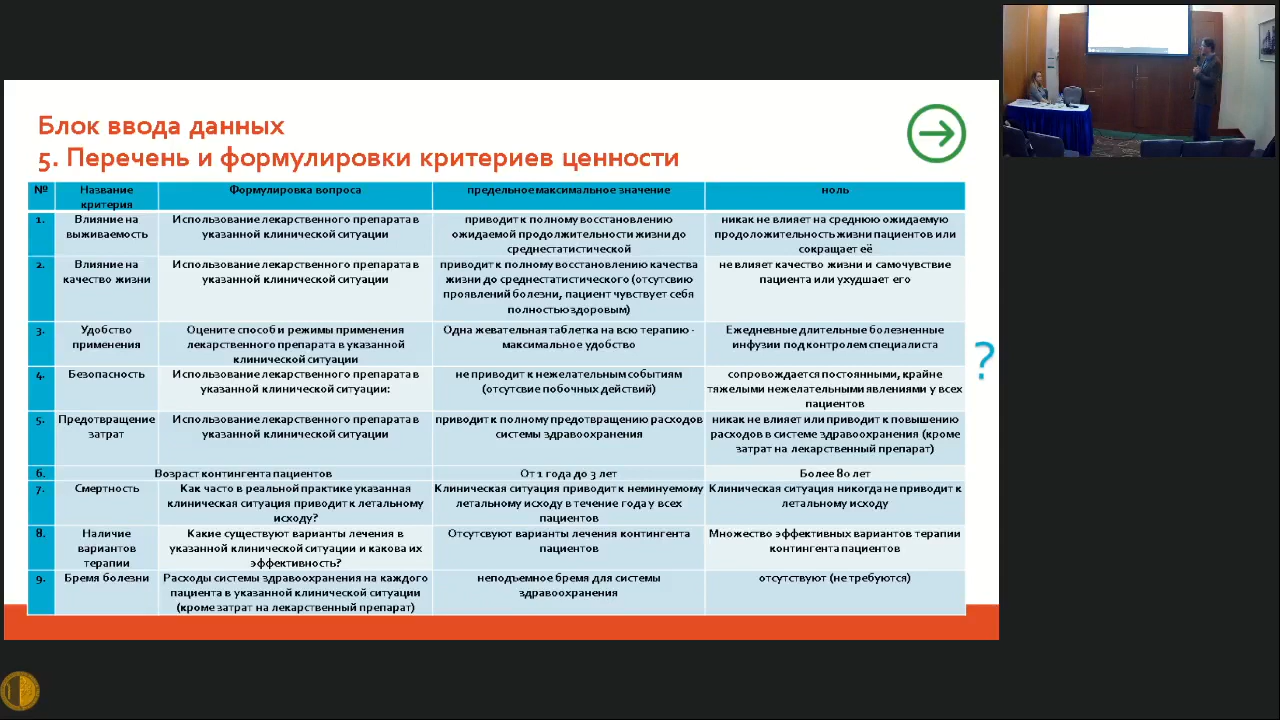 Блок ввода данных
5. Перечень и формулировки критериев ценности
№
Название
критерия
Формулировка вопроса
предельное максимальное значение
ноль
1.
Влияние на
выживаемость
Использование лекарственного препарата в
указанной клинической ситуации
приводит к полному восстановлению
ожидаемой продолжительности жизни до
среднестатистической
никак не влияет на среднюю ожидаемую
продоложительность жизни пациентов или
сокращает её
2.
Влияние на
качество жизни
Использование лекарственного препарата в
указанной клинической ситуации
приводит к полному восстановлению качества
жизни до среднестатистического (отсутсвию
проявлений болезни, пациент чувствует себя
полностью здоровым)
не влияет качество жизни и самочувствие
пациента или ухудшает его
3.
Удобство
применения
Оцените способ и режимы применения
лекарственного препарата в указанной
клинической ситуации
Одна жевательная таблетка на всю терапию -
максимальное удобство
Ежедневные длительные болезненные
инфузии под контролем специалиста
4.
Безопасность
Использование лекарственного препарата в
указанной клинической ситуации:
не приводит к нежелательным событиям
(отсутсвие побочных действий)
сопровождается постоянными, крайне
тяжелыми нежелательными явлениями у всех
пациентов
5.
Предотвращение
затрат
Использование лекарственного препарата в
указанной клинической ситуации
приводит к полному предотвращению расходов
системы здравоохранения
никак не влияет или приводит к повышению
расходов в системе здравоохранения (кроме
затрат на лекарственный препарат)
6.
Возраст контингента пациентов
От 1 года до 3 лет
Более 80 лет
7.
Смертность
Как часто в реальной практике указанная
клиническая ситуация приводит к летальному
исходу?
Клиническая ситуация приводит к неминуемому
летальному исходу в течение года у всех
пациентов
Клиническая ситуация никогда не приводит к
летальному исходу
8.
Наличие
вариантов
терапии
Какие существуют варианты лечения в
указанной клинической ситуации и какова их
эффективность?
Отсутсвуют варианты лечения контингента
пациентов
Множество эффективных вариантов терапии
контингента пациентов
9.
Бремя болезни
Расходы системы здравоохранения на каждого
пациента в указанной клинической ситуации
(кроме затрат на лекарственный препарат)
неподъемное бремя для системы
здравоохранения
отсутствуют (не требуются)
?